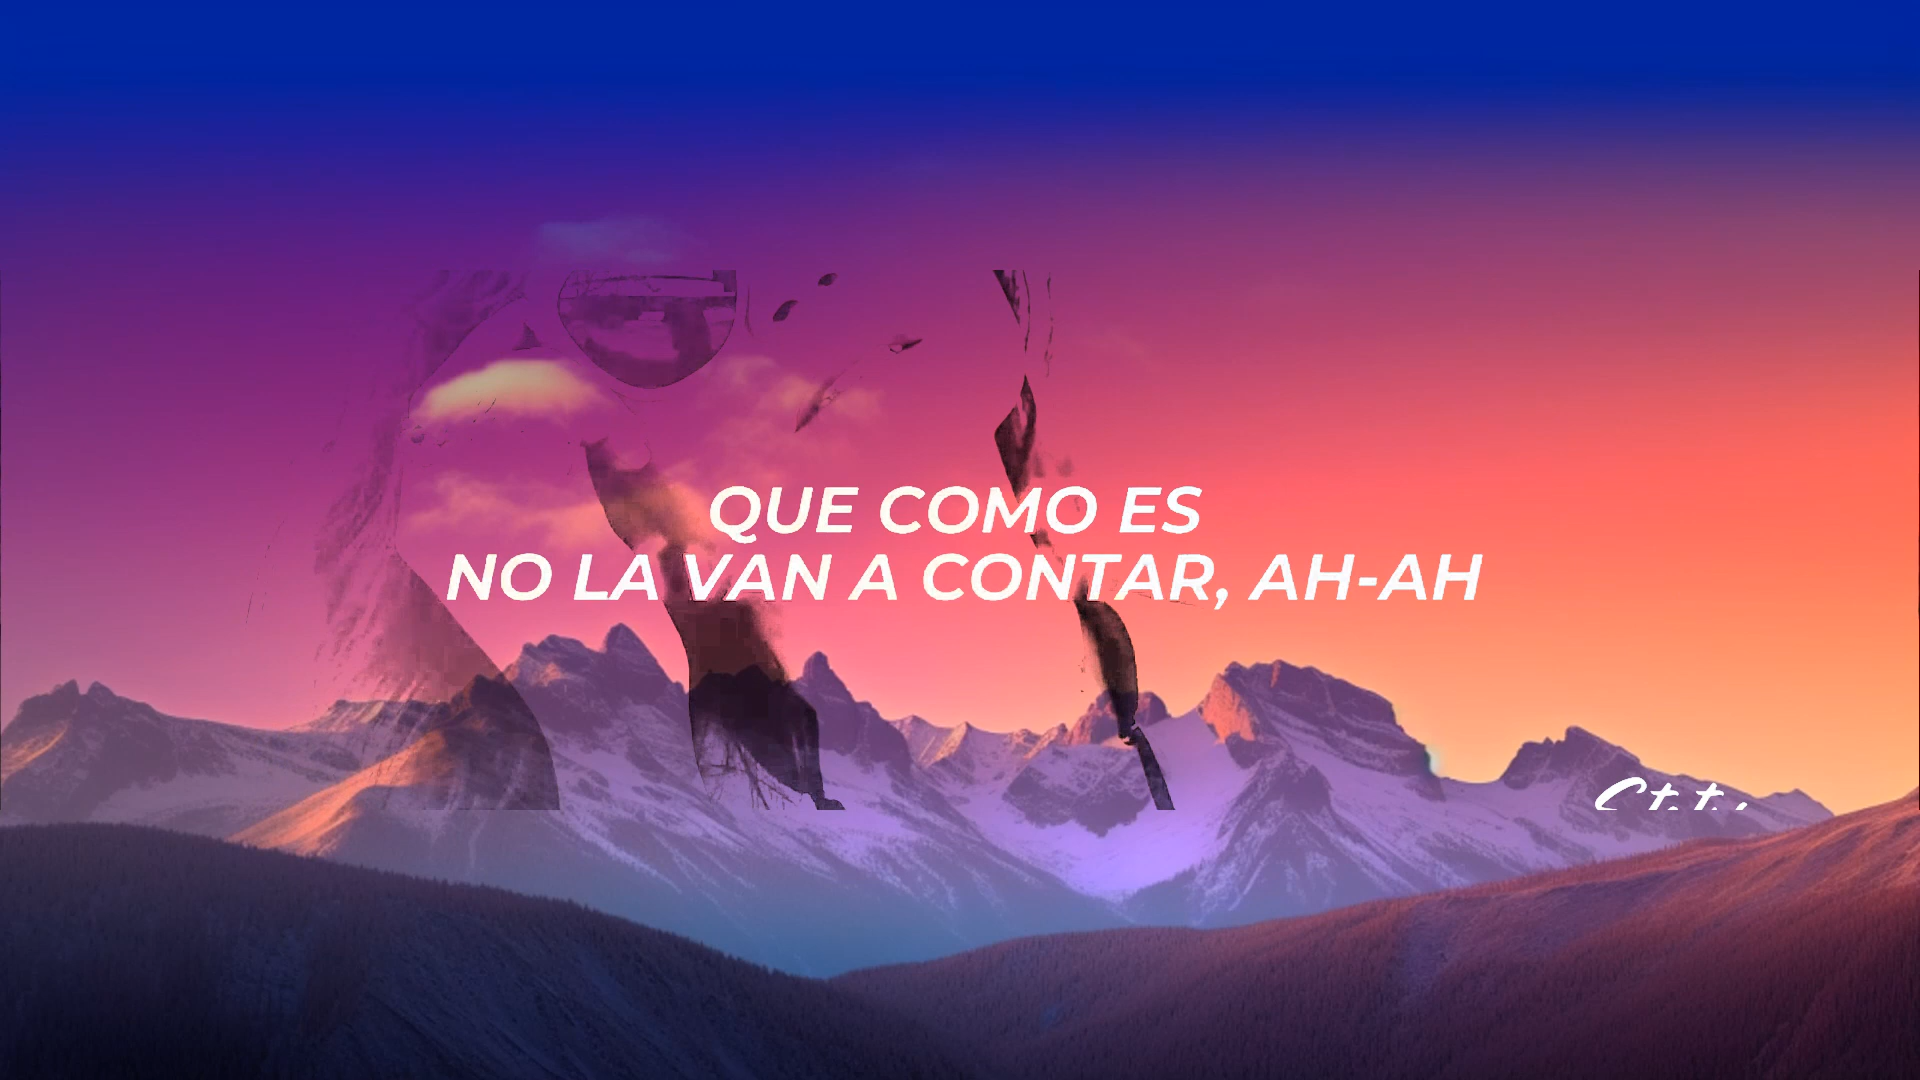 QUE COMO ES
NO LA VAN A CONTAR, AH-AH